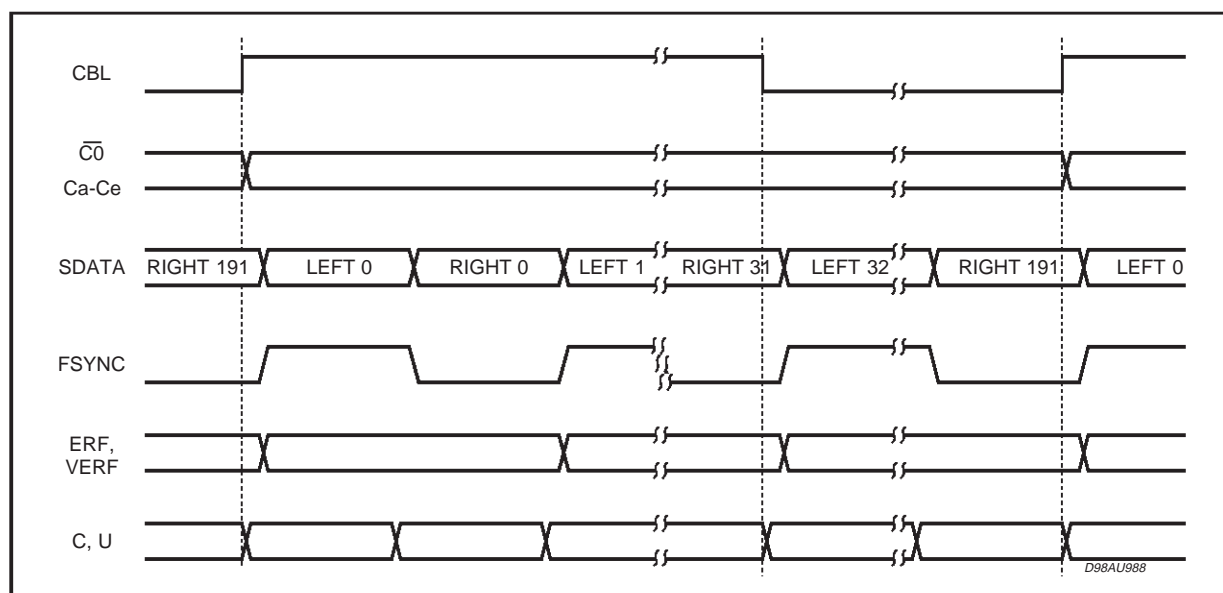 CBL
C̅0̅
Ca-Ce
SDATA RIGHT 191 LEFT 0 RIGHT 0 LEFT 1 RIGHT 31 LEFT 32 RIGHT 191 LEFT 0
FSYNC
ERF,
VERF
C, U
D98AU988